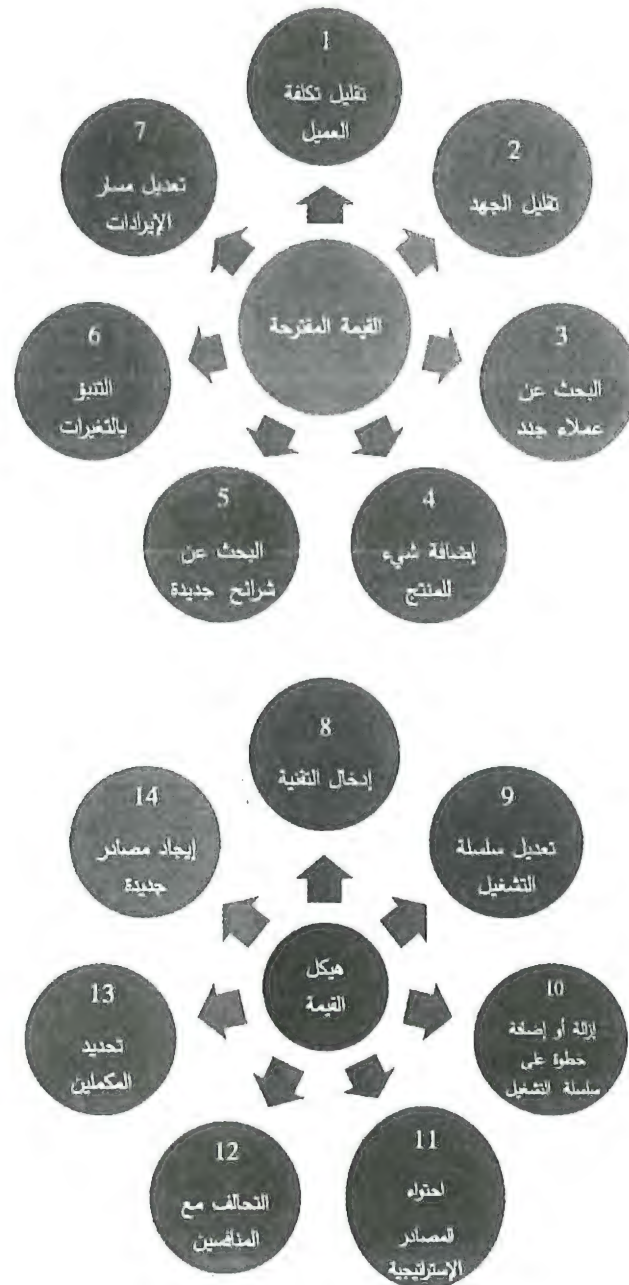 1
تقليل تكلفة
العميل
2
تقليل الجهد
3
البحث عن
عملاء جدد
4
إضافة شيء
للمنتج
5
البحث عن
شرائح جديدة
6
التنبؤ
بالتغيرات
7
تعديل مسار
الإيرادات
القيمة المقترحة
8
إدخال التقنية
9
تعديل سلسلة
التشغيل
10
إزالة أو إضافة
خطوة على
سلسلة التشغيل
11
احتواء
المصادر
الإستراتيجية
12
التحالف مع
المنافسين
13
تحديد
المكملين
14
إيجاد مصادر
جديدة
هيكل
القيمة